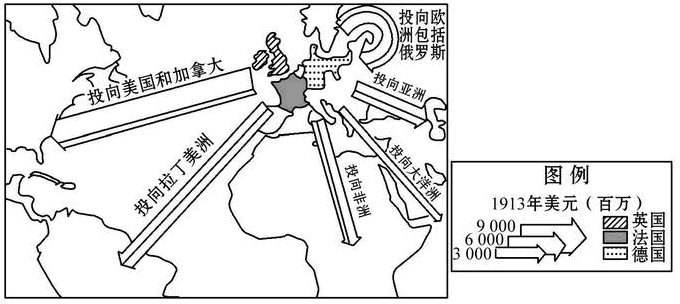 投向欧
洲包括
俄罗斯
投向美国和加拿大
投向亚洲
投向拉丁美洲
投向非洲
投向大洋洲
图例
1913年美元（百万）
9 000
6 000
3 000
英国
法国
德国